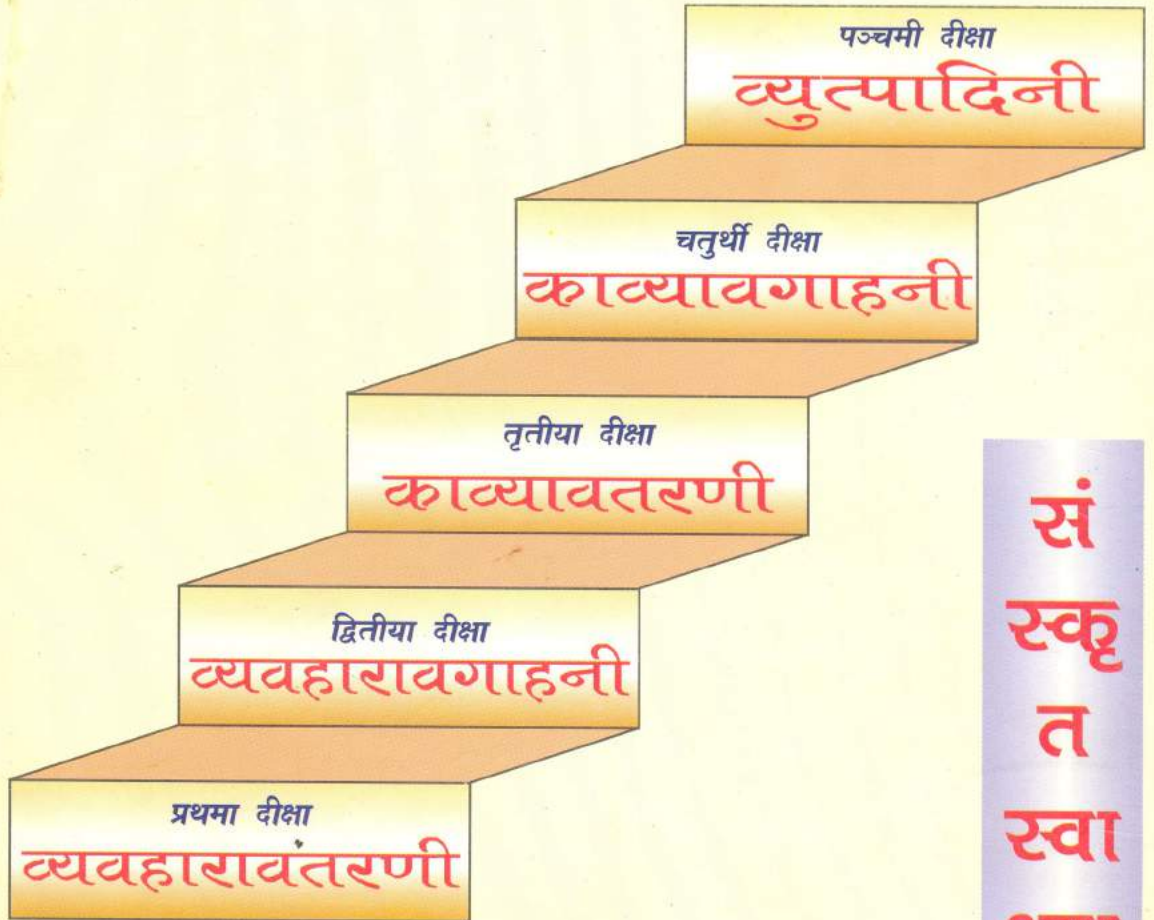 पञ्चमी दीक्षा
व्युत्पादिनी
चतुर्थी दीक्षा
काव्यावगाहनी
तृतीया दीक्षा
काव्यावतरणी
द्वितीया दीक्षा
व्यवहारावगाहनी
प्रथमा दीक्षा
व्यवहारावतरणी
सं
स्कृ
त
स्वा